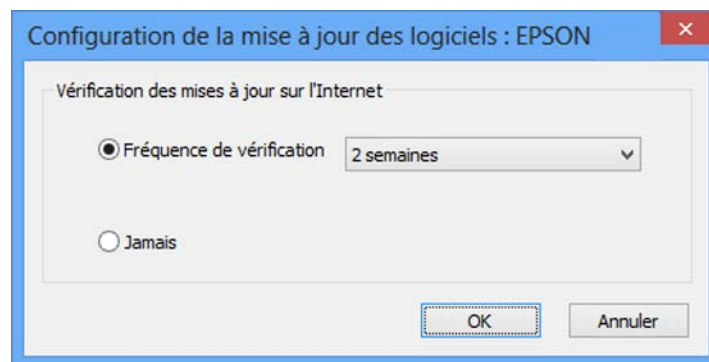 Configuration de la mise à jour des logiciels : EPSON
Vérification des mises à jour sur l'Internet
Fréquence de vérification 2 semaines
Jamais
OK Annuler